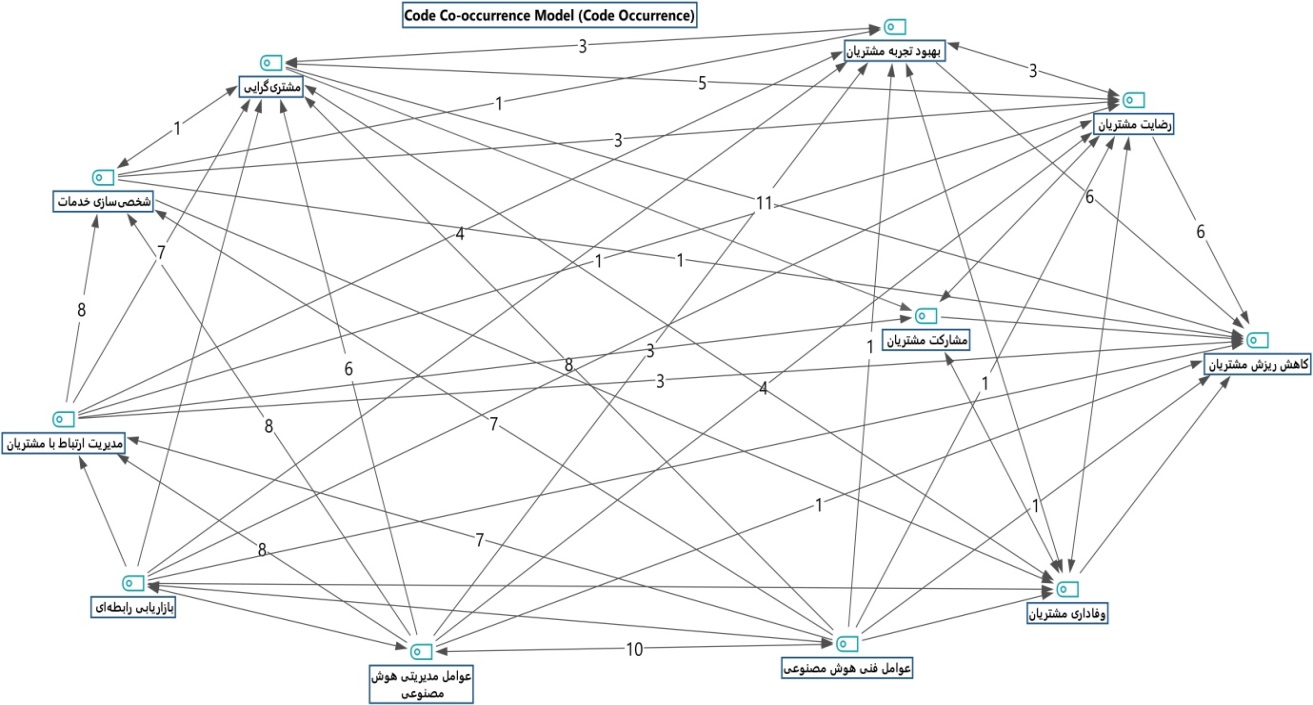 Code Co-occurrence Model (Code Occurrence)
بهبود تجربه مشتریان
3
مشتری‌گرایی
5
3
رضایت مشتریان
1
1
3
شخصی‌سازی خدمات
11
6
6
4
7
1
1
8
مشارکت مشتریان
3
1
کاهش ریزش مشتریان
6
8
3
4
1
مدیریت ارتباط با مشتریان
8
7
1
1
7
8
بازاریابی رابطه‌ای
وفاداری مشتریان
10
عوامل مدیریتی هوش
مصنوعی
عوامل فنی هوش مصنوعی